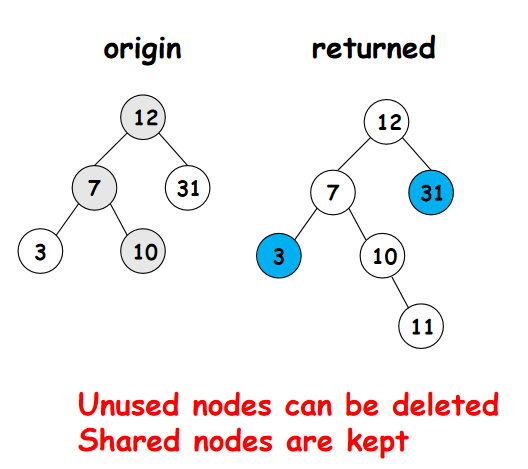 origin returned
12 12
7 31 7 31
3 10 3 10
11
Unused nodes can be deleted
Shared nodes are kept